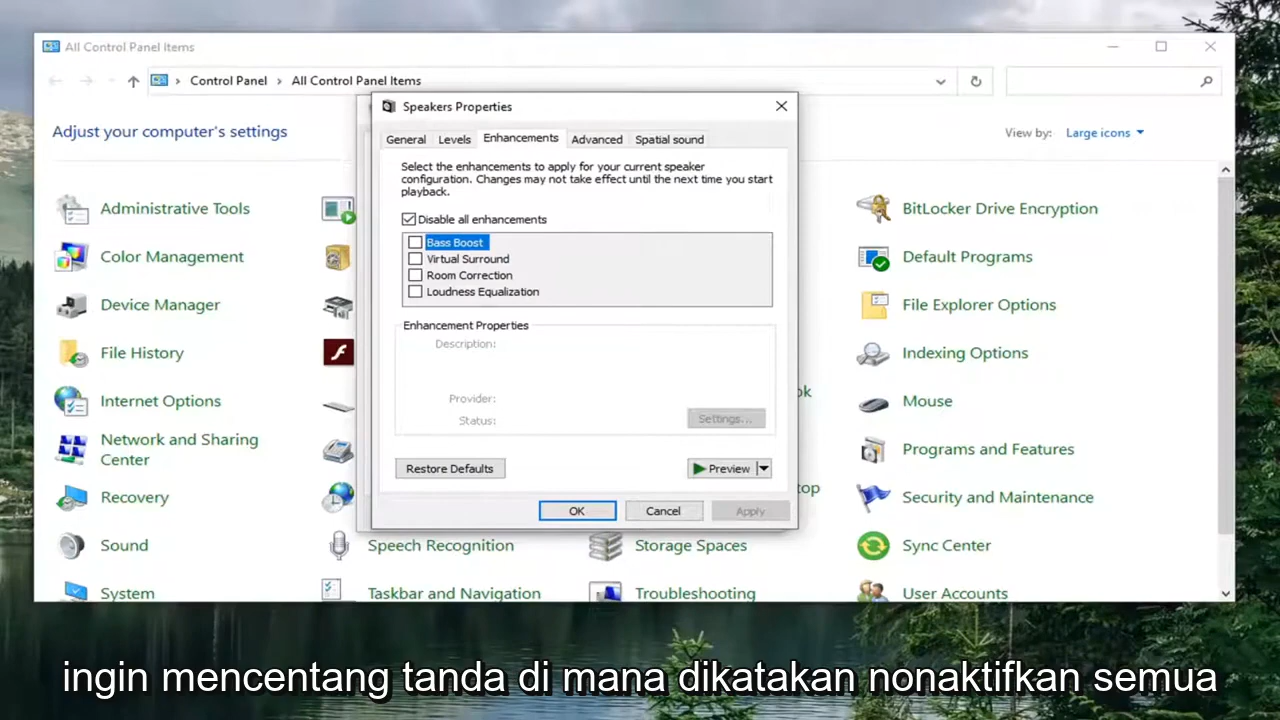 All Control Panel Items
Control Panel > All Control Panel Items
Adjust your computer's settings
View by: Large icons
Administrative Tools
Color Management
Device Manager
File History
Internet Options
Network and Sharing
Center
Recovery
Sound
System
Speakers Properties
General Levels Enhancements Advanced Spatial sound
Select the enhancements to apply for your current speaker
configuration. Changes may not take effect until the next time you start
playback.
Disable all enhancements
Bass Boost
Virtual Surround
Room Correction
Loudness Equalization
Enhancement Properties
Description:
Provider:
Status:
Settings...
Restore Defaults
Preview
OK Cancel Apply
Speech Recognition
Taskbar and Navigation
Storage Spaces
Troubleshooting
BitLocker Drive Encryption
Default Programs
File Explorer Options
Indexing Options
Mouse
Programs and Features
Security and Maintenance
Sync Center
User Accounts
ingin mencentang tanda di mana dikatakan nonaktifkan semua